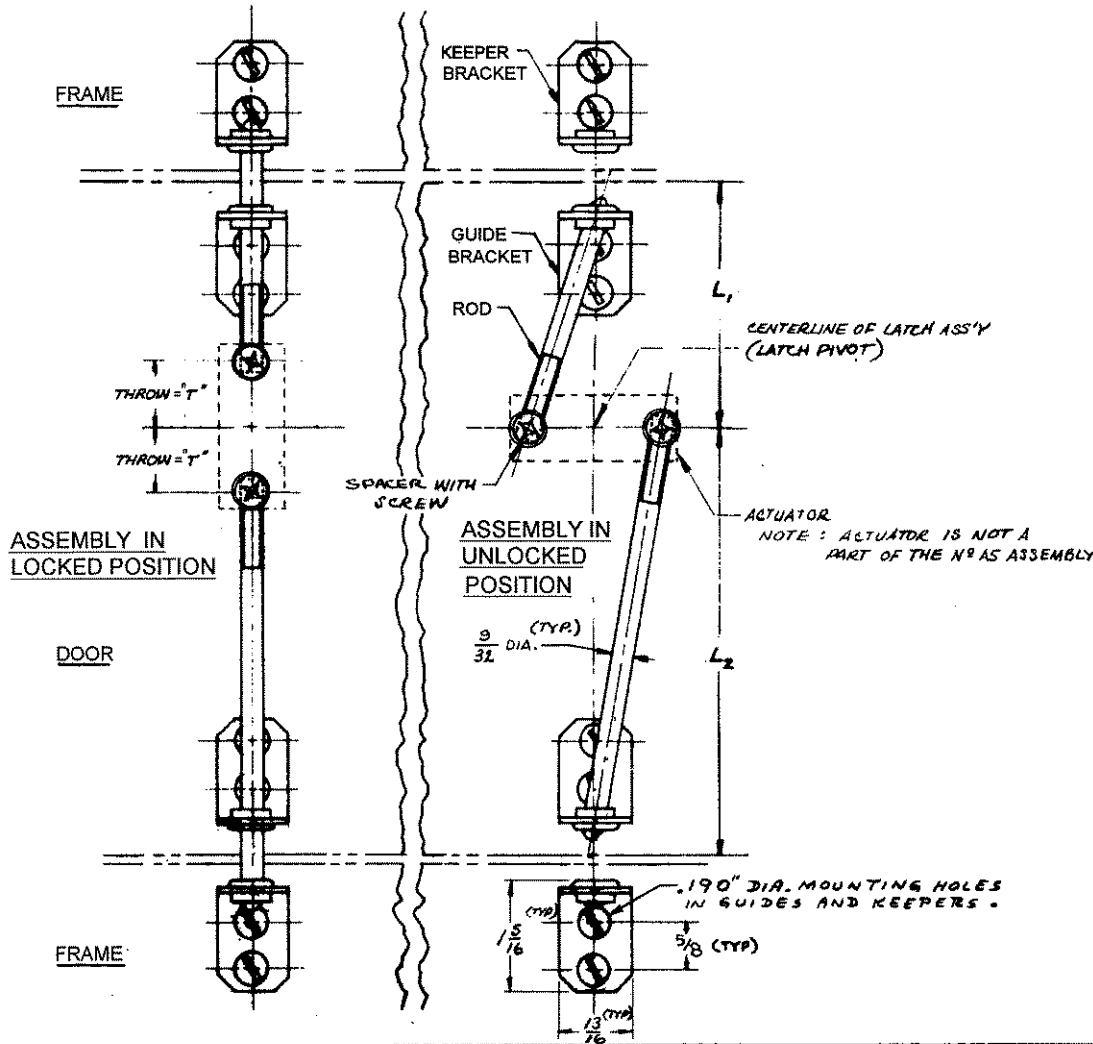 FRAME
KEEPER
BRACKET
GUIDE
BRACKET
ROD
L₁
CENTERLINE OF LATCH ASS'Y
(LATCH PIVOT)
THROW = "T"
THROW = "T"
SPACER WITH
SCREW
ASSEMBLY IN
LOCKED POSITION
ASSEMBLY IN
UNLOCKED
POSITION
ACTUATOR
NOTE : ACTUATOR IS NOT A
PART OF THE Nº A5 ASSEMBLY
9/32 DIA. (TYP.)
DOOR
L₂
.190" DIA. MOUNTING HOLES
IN GUIDES AND KEEPERS.
1 5/16 (TYP)
5/8 (TYP)
FRAME
13/16 (TYP)